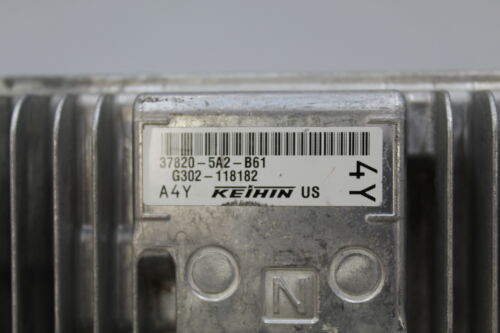 37820-5A2-B61
G302-118182
A4Y KEIHIN US
4Y
N